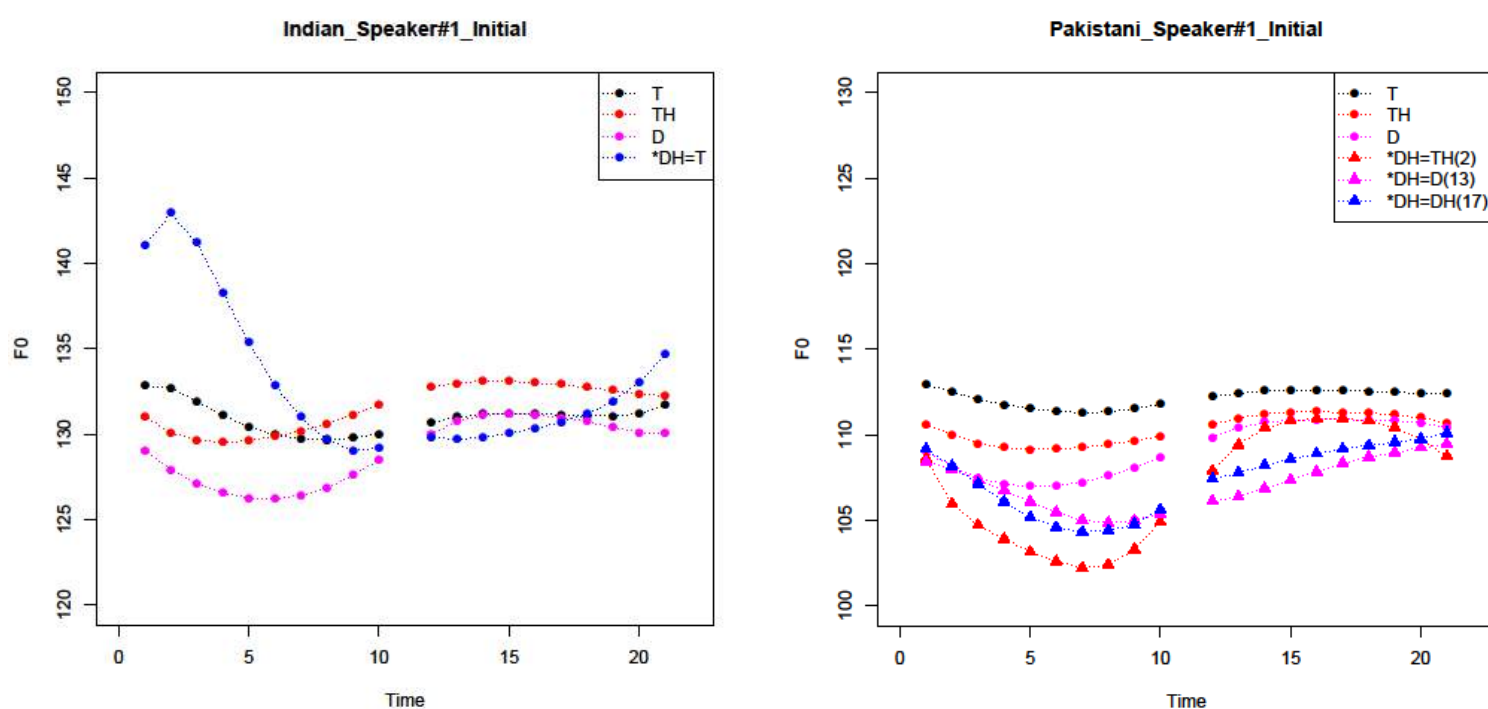 Indian_Speaker#1_Initial
F0
150
145
140
135
130
125
120
T
TH
D
*DH=T
0 5 10 15 20
Time
Pakistani_Speaker#1_Initial
F0
130
125
120
115
110
105
100
T
TH
D
*DH=TH(2)
*DH=D(13)
*DH=DH(17)
0 5 10 15 20
Time